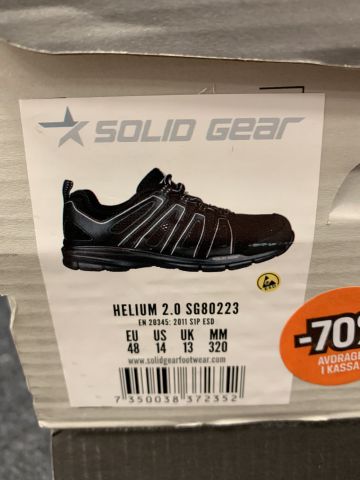 SOLID GEAR
HELIUM 2.0 SG80223
EN 20345: 2011 S1P ESD
EU US UK MM
48 14 13 320
www.solidgearfootwear.com
7 350038 372352
-70%
AVDRAGE
I KASSA